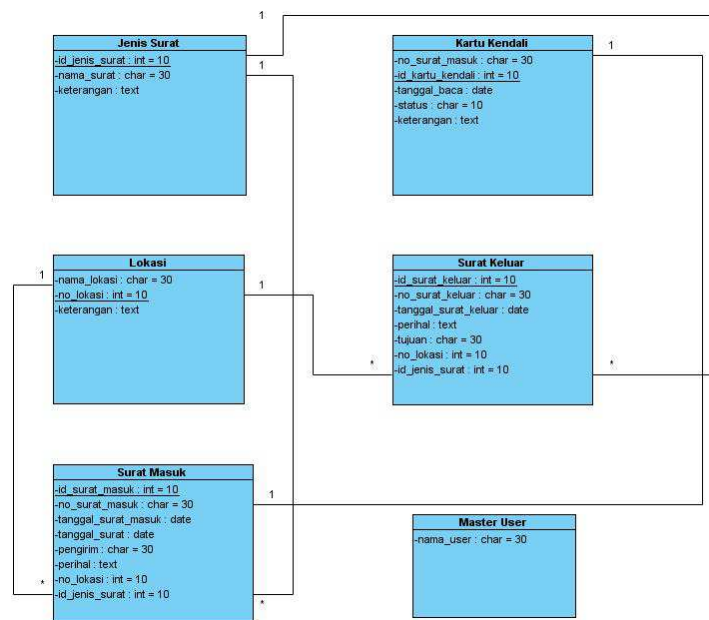 1
Jenis Surat
-id_jenis_surat : int = 10
-nama_surat : char = 30
-keterangan : text
1
Kartu Kendali
-no_surat_masuk : char = 30
-id_kartu_kendali : int = 10
-tanggal_baca : date
-status : char = 10
-keterangan : text
1
Lokasi
-nama_lokasi : char = 30
-no_lokasi : int = 10
-keterangan : text
1
1
*
Surat Keluar
-id_surat_keluar : int = 10
-no_surat_keluar : char = 30
-tanggal_surat_keluar : date
-perihal : text
-tujuan : char = 30
-no_lokasi : int = 10
-id_jenis_surat : int = 10
*
Surat Masuk
-id_surat_masuk : int = 10
-no_surat_masuk : char = 30
-tanggal_surat_masuk : date
-tanggal_surat : date
-pengirim : char = 30
-perihal : text
-no_lokasi : int = 10
-id_jenis_surat : int = 10
1
*
*
Master User
-nama_user : char = 30